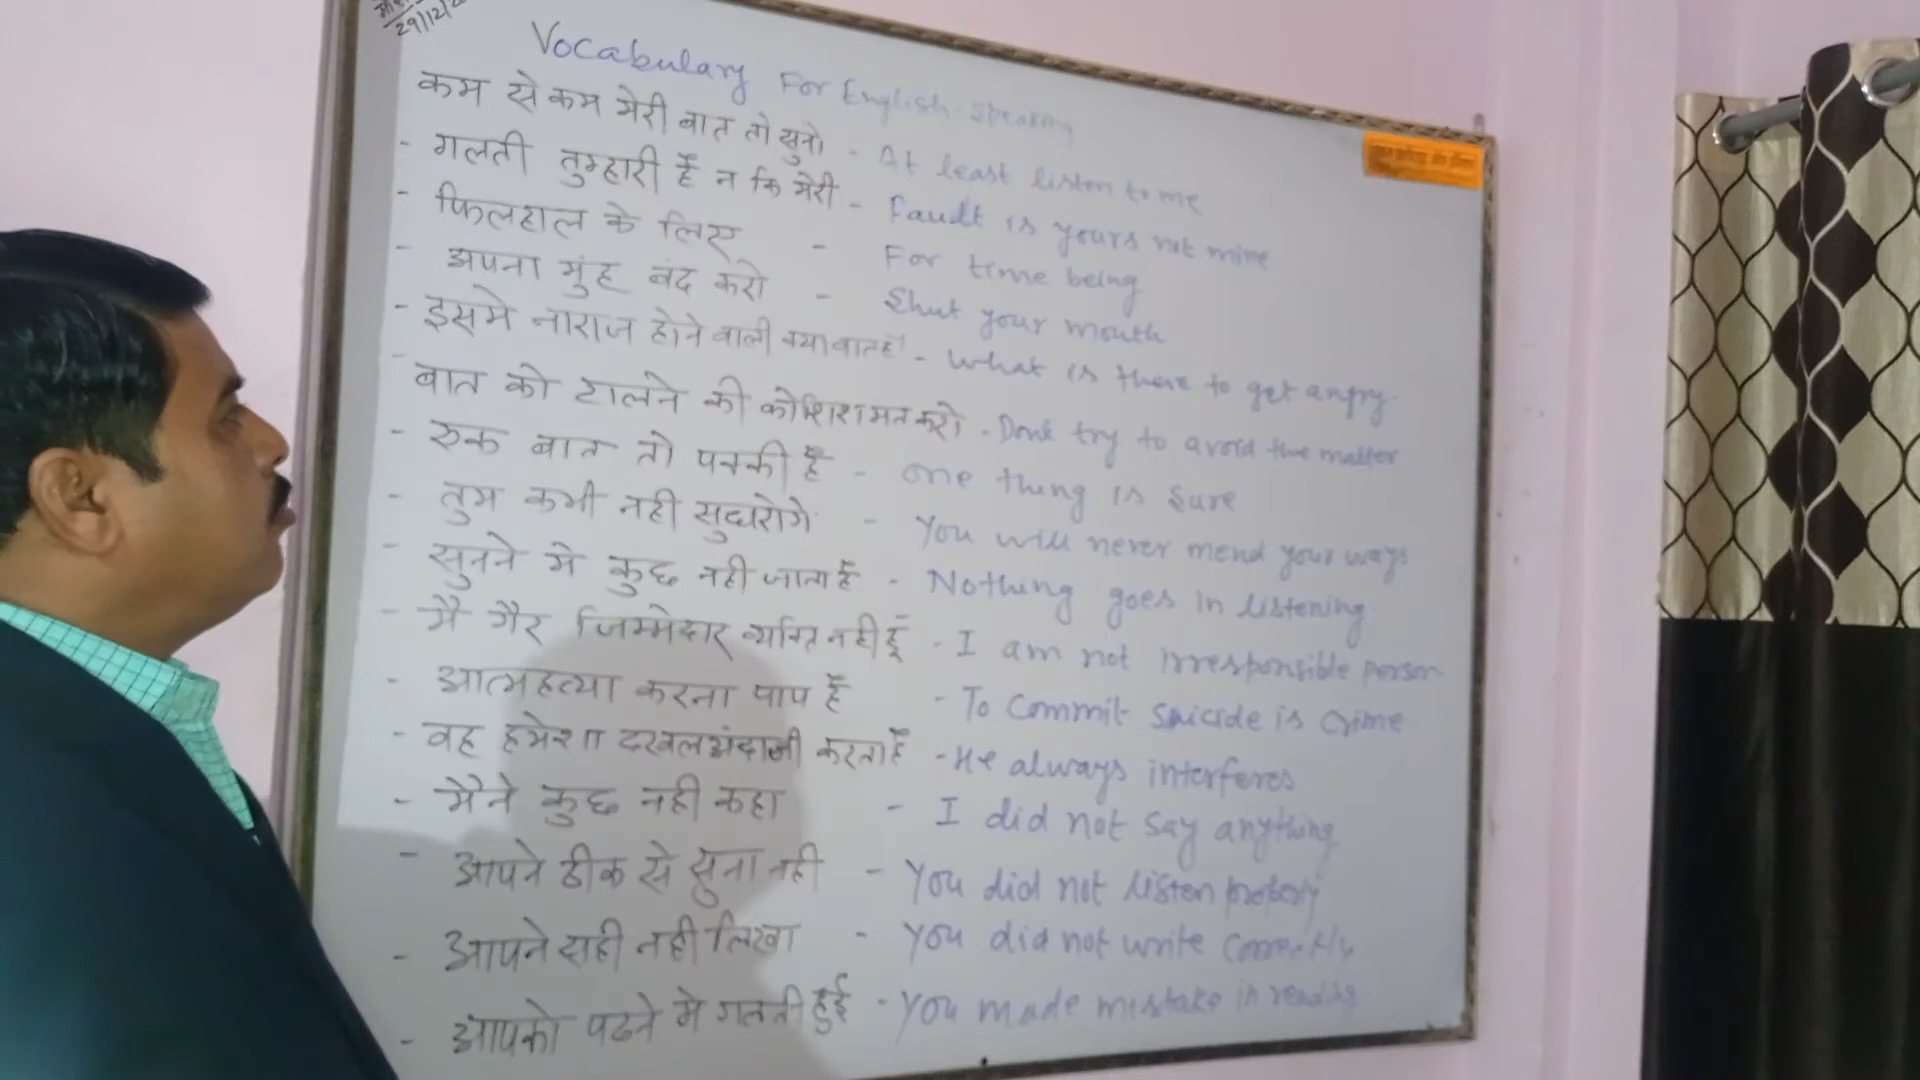 29/12/2
Vocabulary For English-speaking
कम से कम मेरी बात तो सुनो - At least listen to me
- गलती तुम्हारी हैं न कि मेरी - Fault is yours not mine
- फिलहाल के लिए - For time being
- अपना मुंह बंद करो - Shut your mouth
- इसमे नाराज होने वाली क्या बात हैं - What is there to get angry.
- बात को टालने की कोशिश मत करो - Dont try to avoid the matter
- एक बात तो पक्की हैं - one thing is sure
- तुम कभी नही सुधरोगे - You will never mend your ways
- सुनने मे कुछ नही जाता हैं - Nothing goes in listening
- मै गैर जिम्मेदार व्यक्ति नही हूँ - I am not irresponsible person
- आत्महत्या करना पाप हैं - To commit suicide is crime
- वह हमेशा दखलअंदाजी करता हैं - He always interferes
- मैने कुछ नही कहा - I did not say anything
- आपने ठीक से सुना नही - You did not listen properly
- आपने सही नही लिखा - You did not write correctly
- आपको पढने मे गलती हुई - You made mistake in reading.